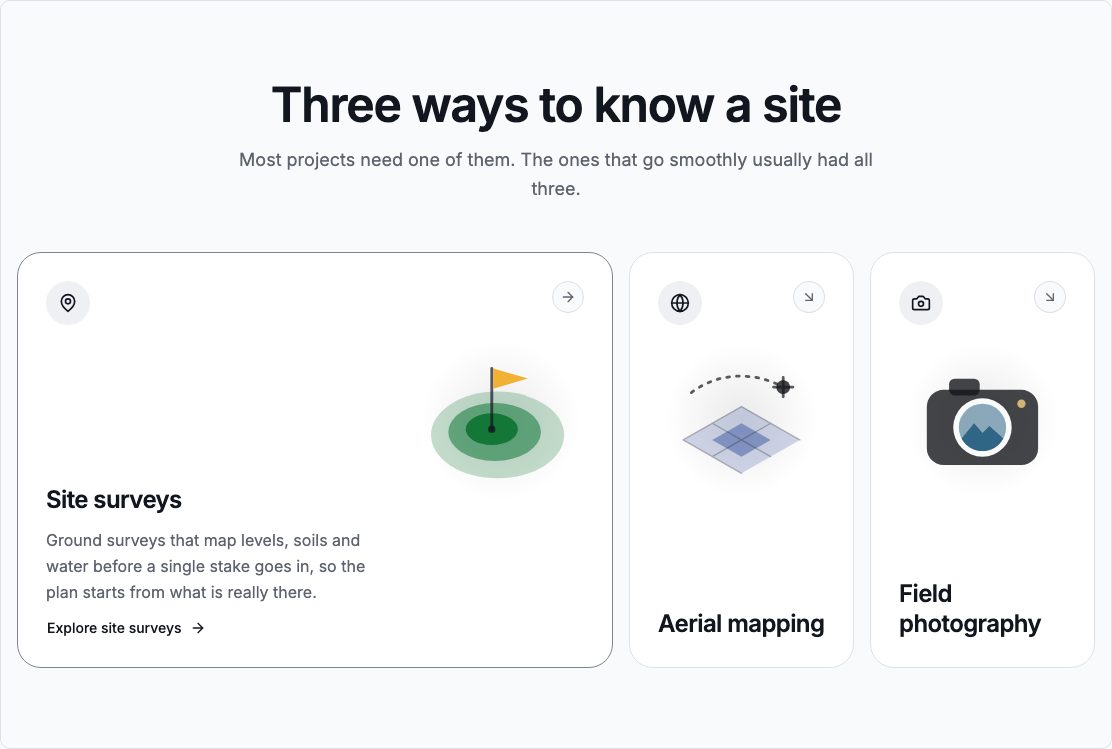 Three ways to know a site
Most projects need one of them. The ones that go smoothly usually had all
three.
Site surveys
Ground surveys that map levels, soils and
water before a single stake goes in, so the
plan starts from what is really there.
Explore site surveys
Aerial mapping
Field
photography